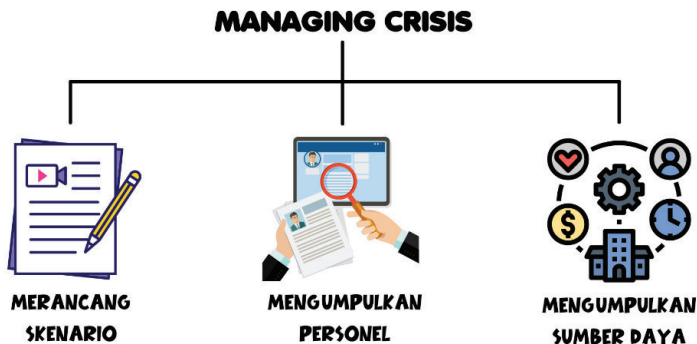 MANAGING CRISIS
MERANCANG
SKENARIO
MENGUMPULKAN
PERSONEL
MENGUMPULKAN
SUMBER DAYA